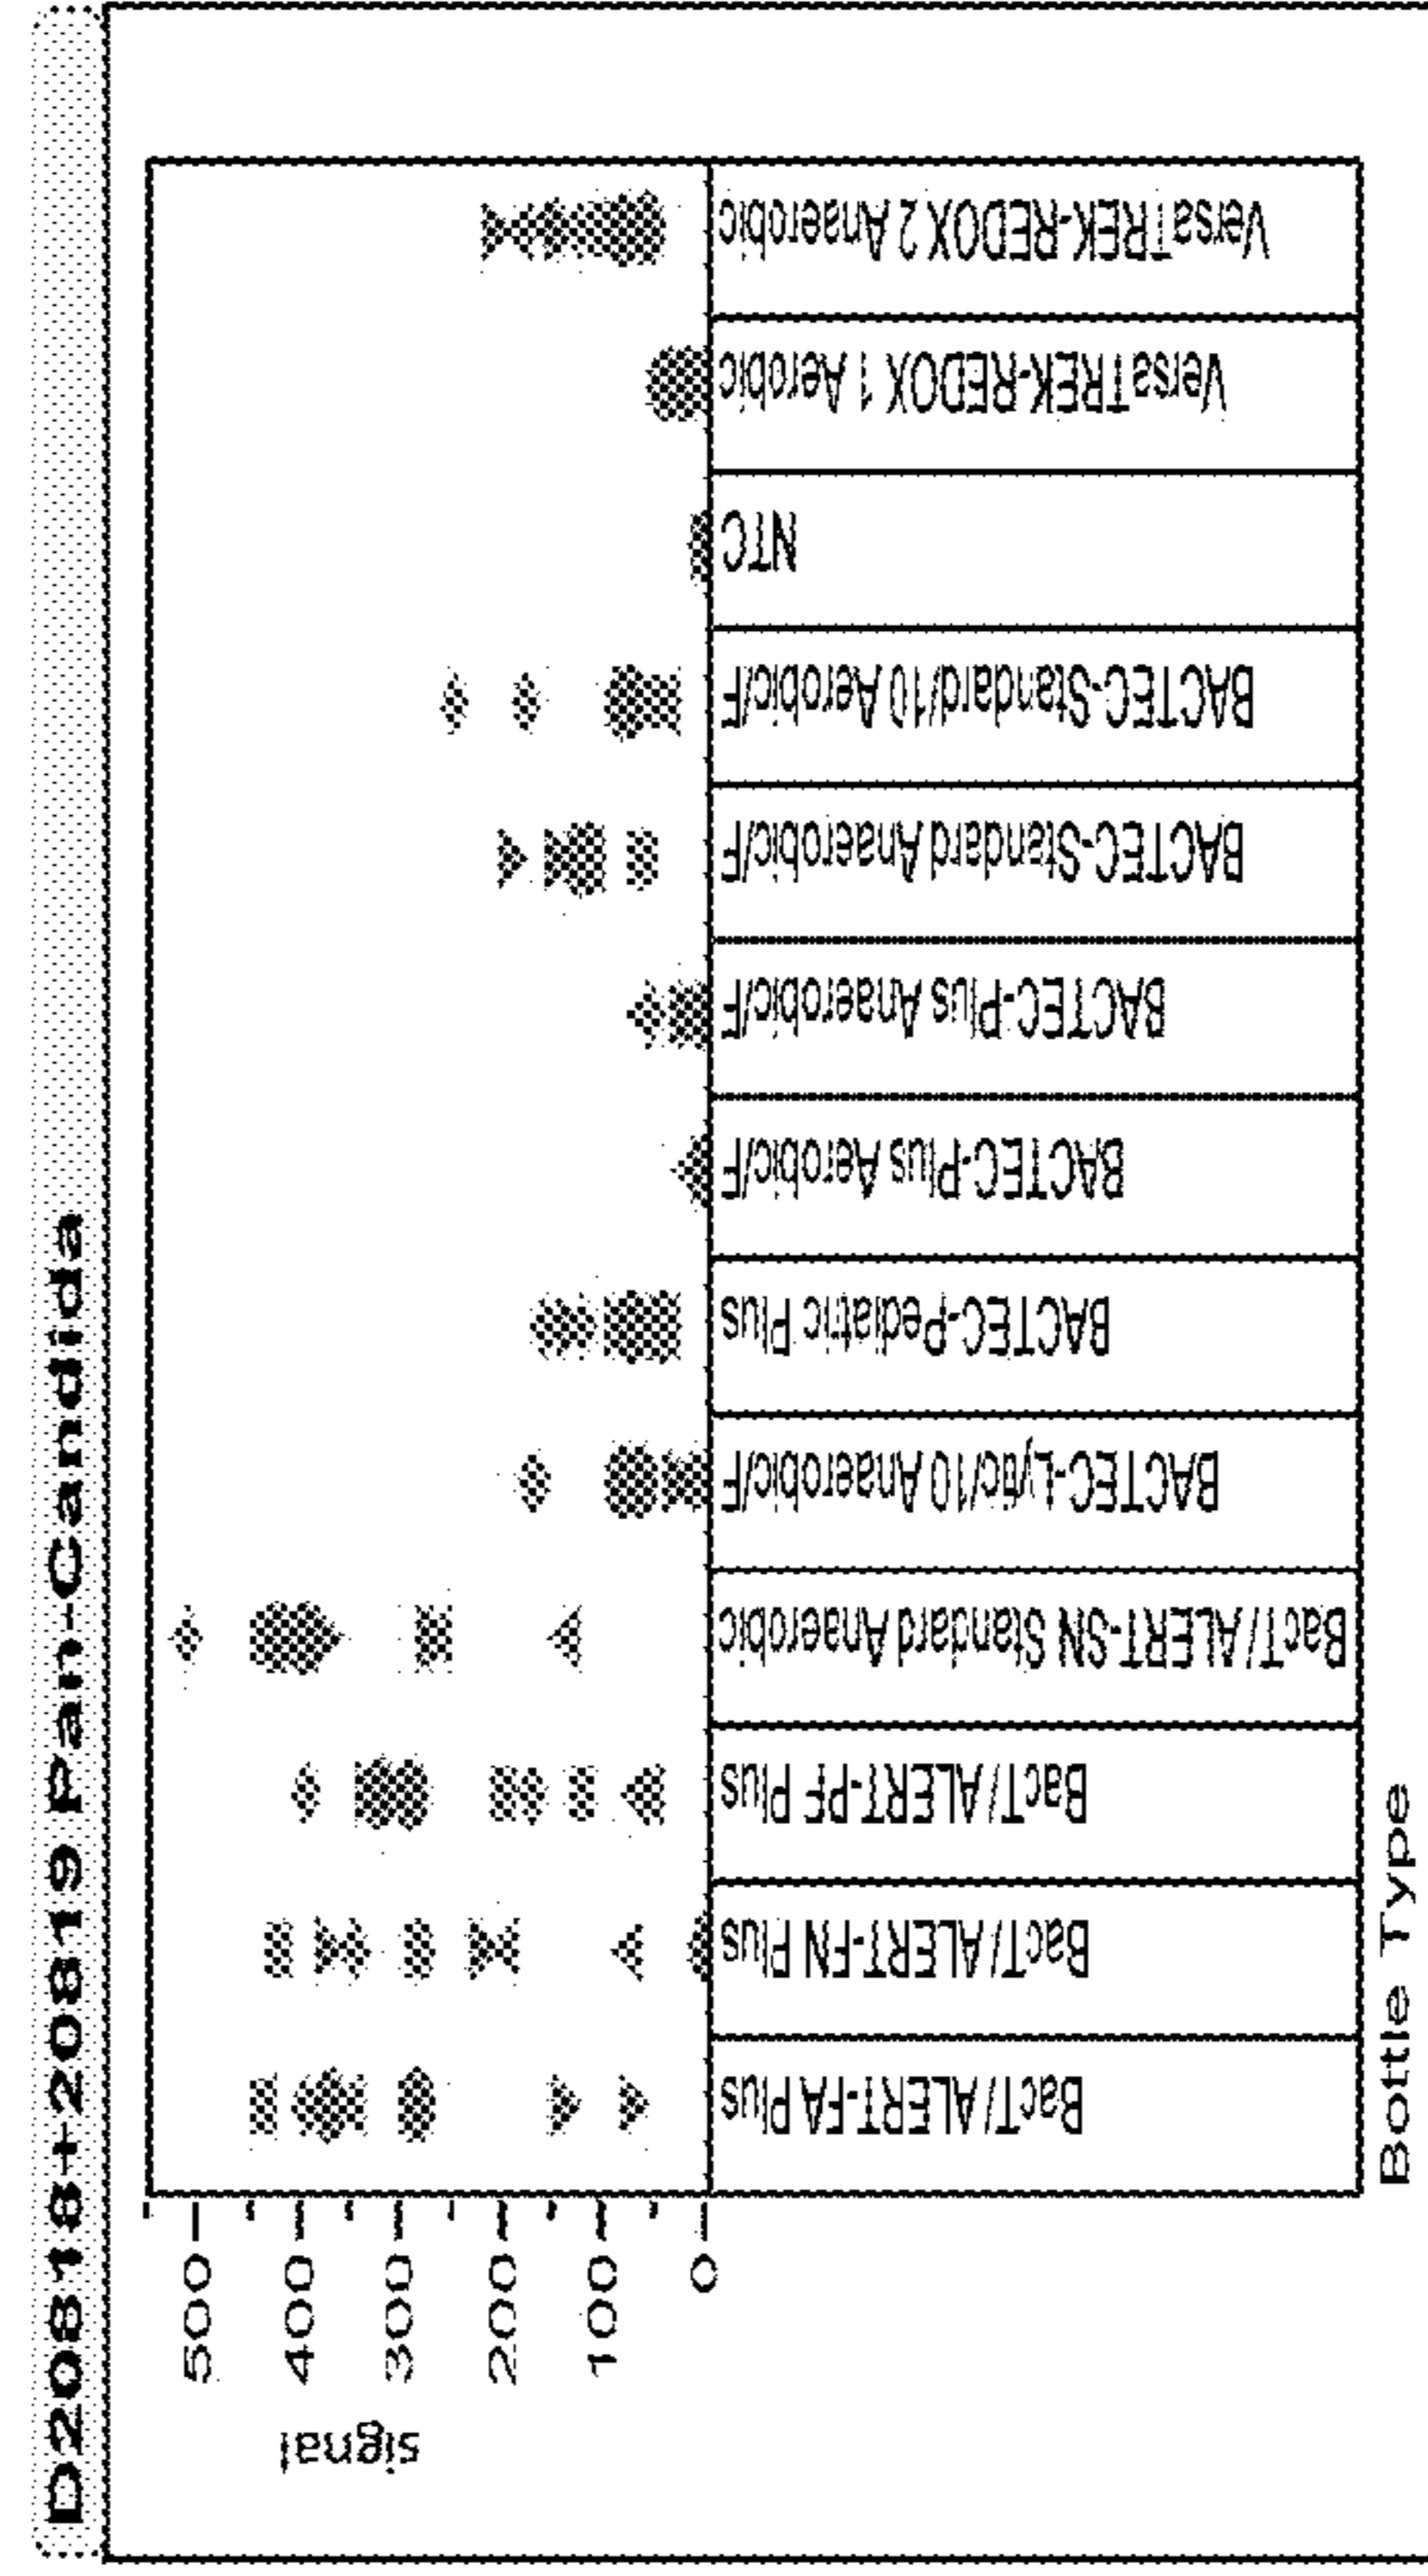 D20818+20819 Pan-Candida
signal
500
400
300
200
100
0
BacT/ALERT-FA Plus
BacT/ALERT-FN Plus
BacT/ALERT-PF Plus
BacT/ALERT-SN Standard Anaerobic
BACTEC-Lytic/10 Anaerobic/F
BACTEC-Pediatric Plus
BACTEC-Plus Aerobic/F
BACTEC-Plus Anaerobic/F
BACTEC-Standard Anaerobic/F
BACTEC-Standard/10 Aerobic/F
NTC
VersaTREK-REDOX 1 Aerobic
VersaTREK-REDOX 2 Anaerobic
Bottle Type